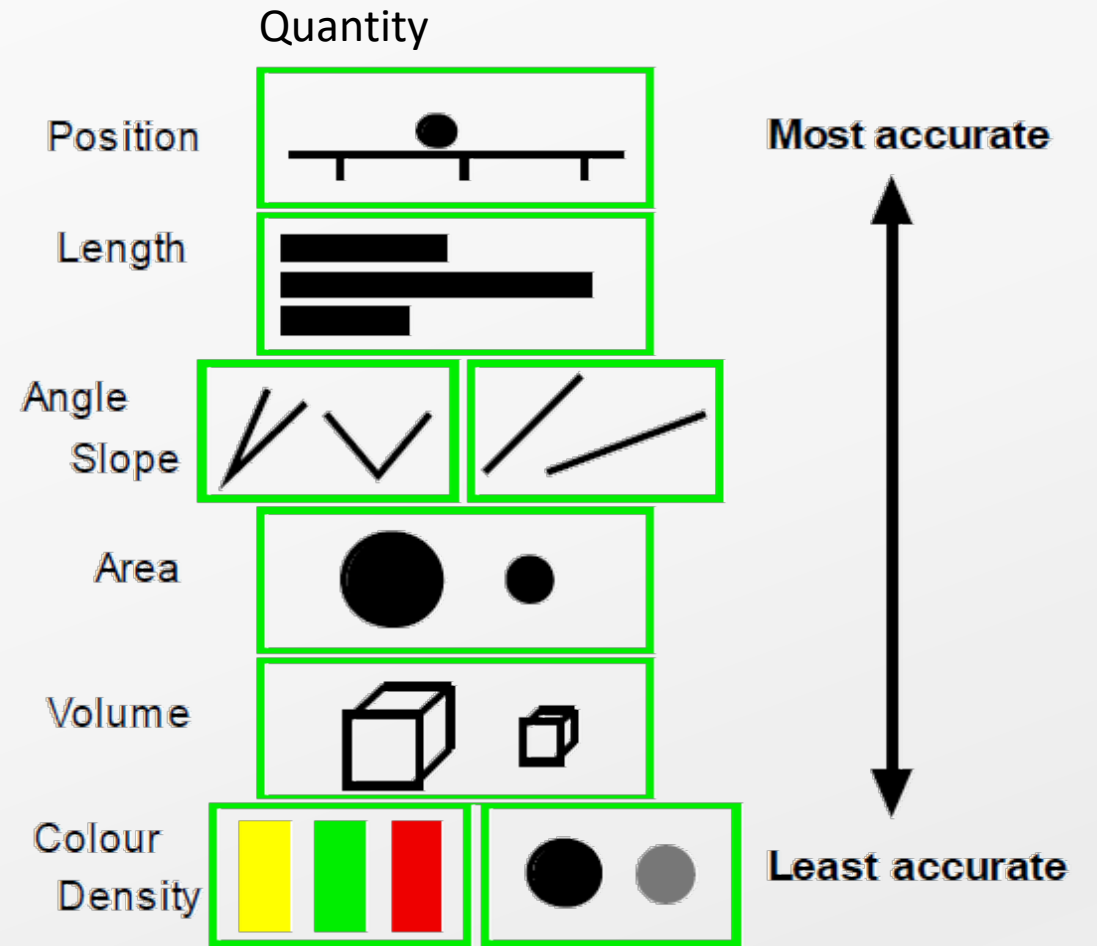 Quantity
Position
Most accurate
Length
Angle
Slope
Area
Volume
Colour
Density
Least accurate